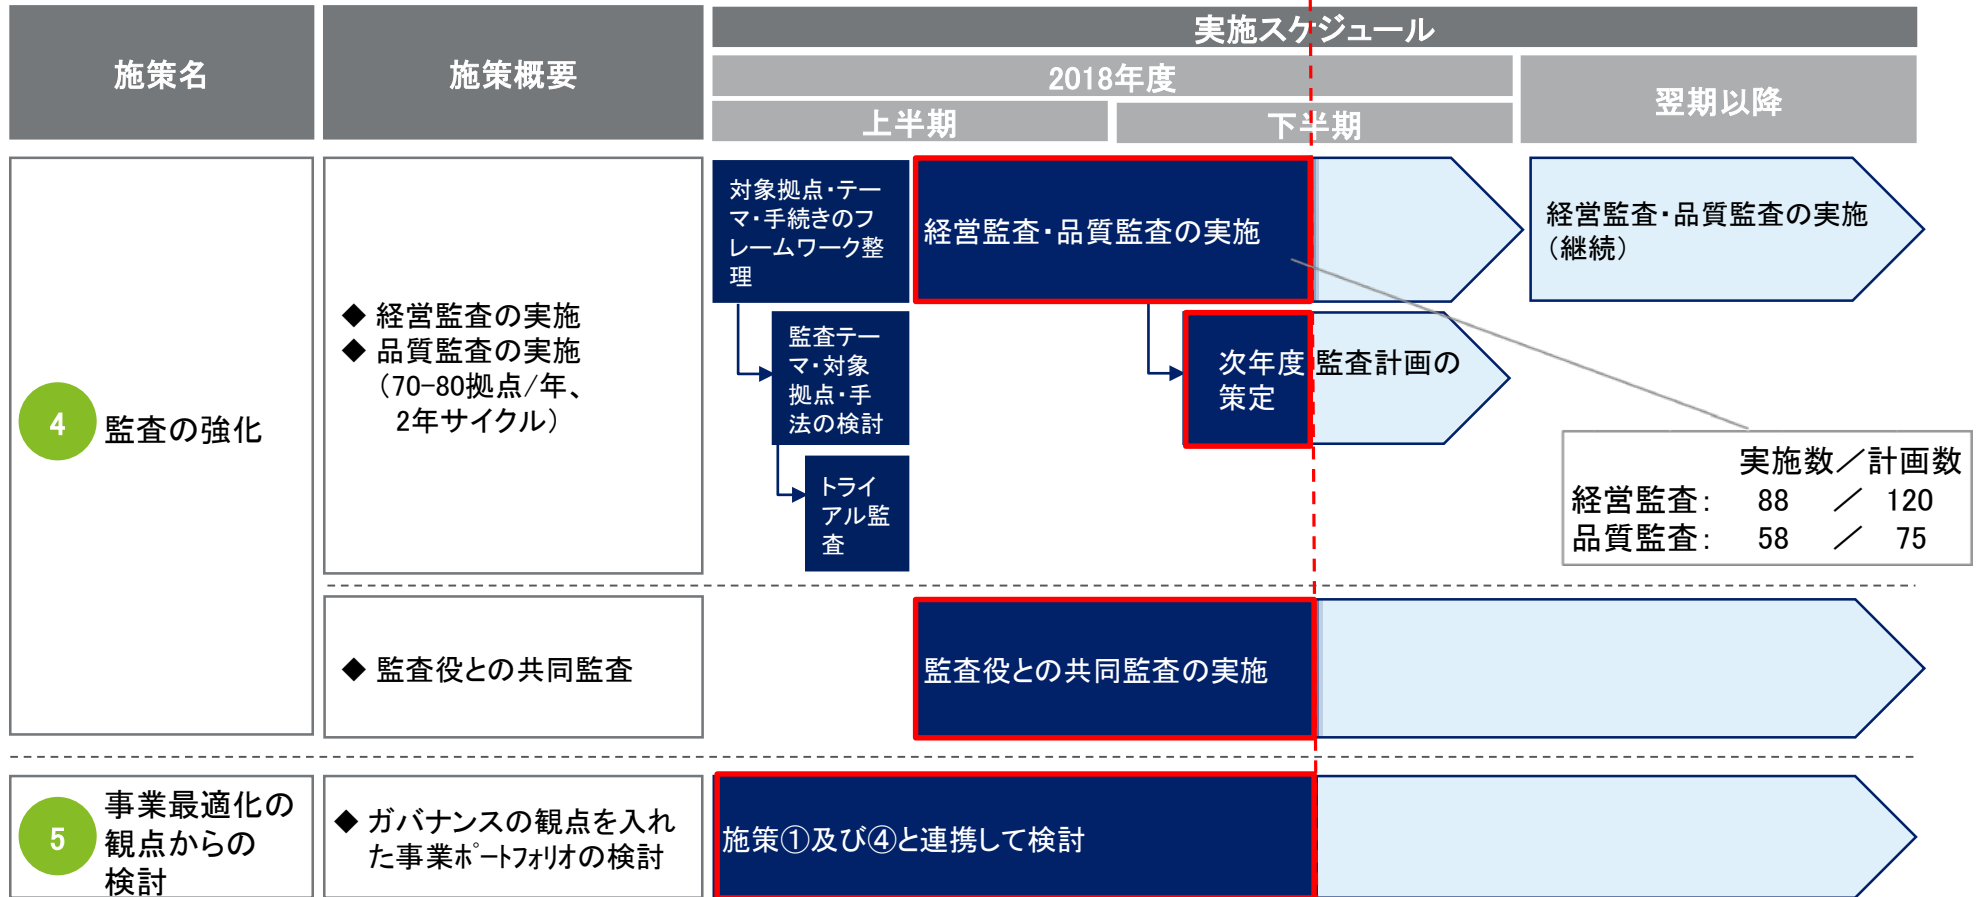 施策名
施策概要
実施スケジュール
2018年度
翌期以降
上半期
下半期
4
監査の強化
◆ 経営監査の実施
◆ 品質監査の実施
(70-80拠点/年、
2年サイクル)
対象拠点・テー
マ・手続きのフ
レームワーク整
理
監査テー
マ・対象
拠点・手
法の検討
トライ
アル監
査
経営監査・品質監査の実施
次年度監査計画の
策定
経営監査・品質監査の実施
(継続)
実施数／計画数
経営監査: 88 ／ 120
品質監査: 58 ／ 75
◆ 監査役との共同監査
監査役との共同監査の実施
5
事業最適化の
観点からの
検討
◆ ガバナンスの観点を入れ
た事業ﾎﾟｰﾄﾌｫﾘｵの検討
施策①及び④と連携して検討